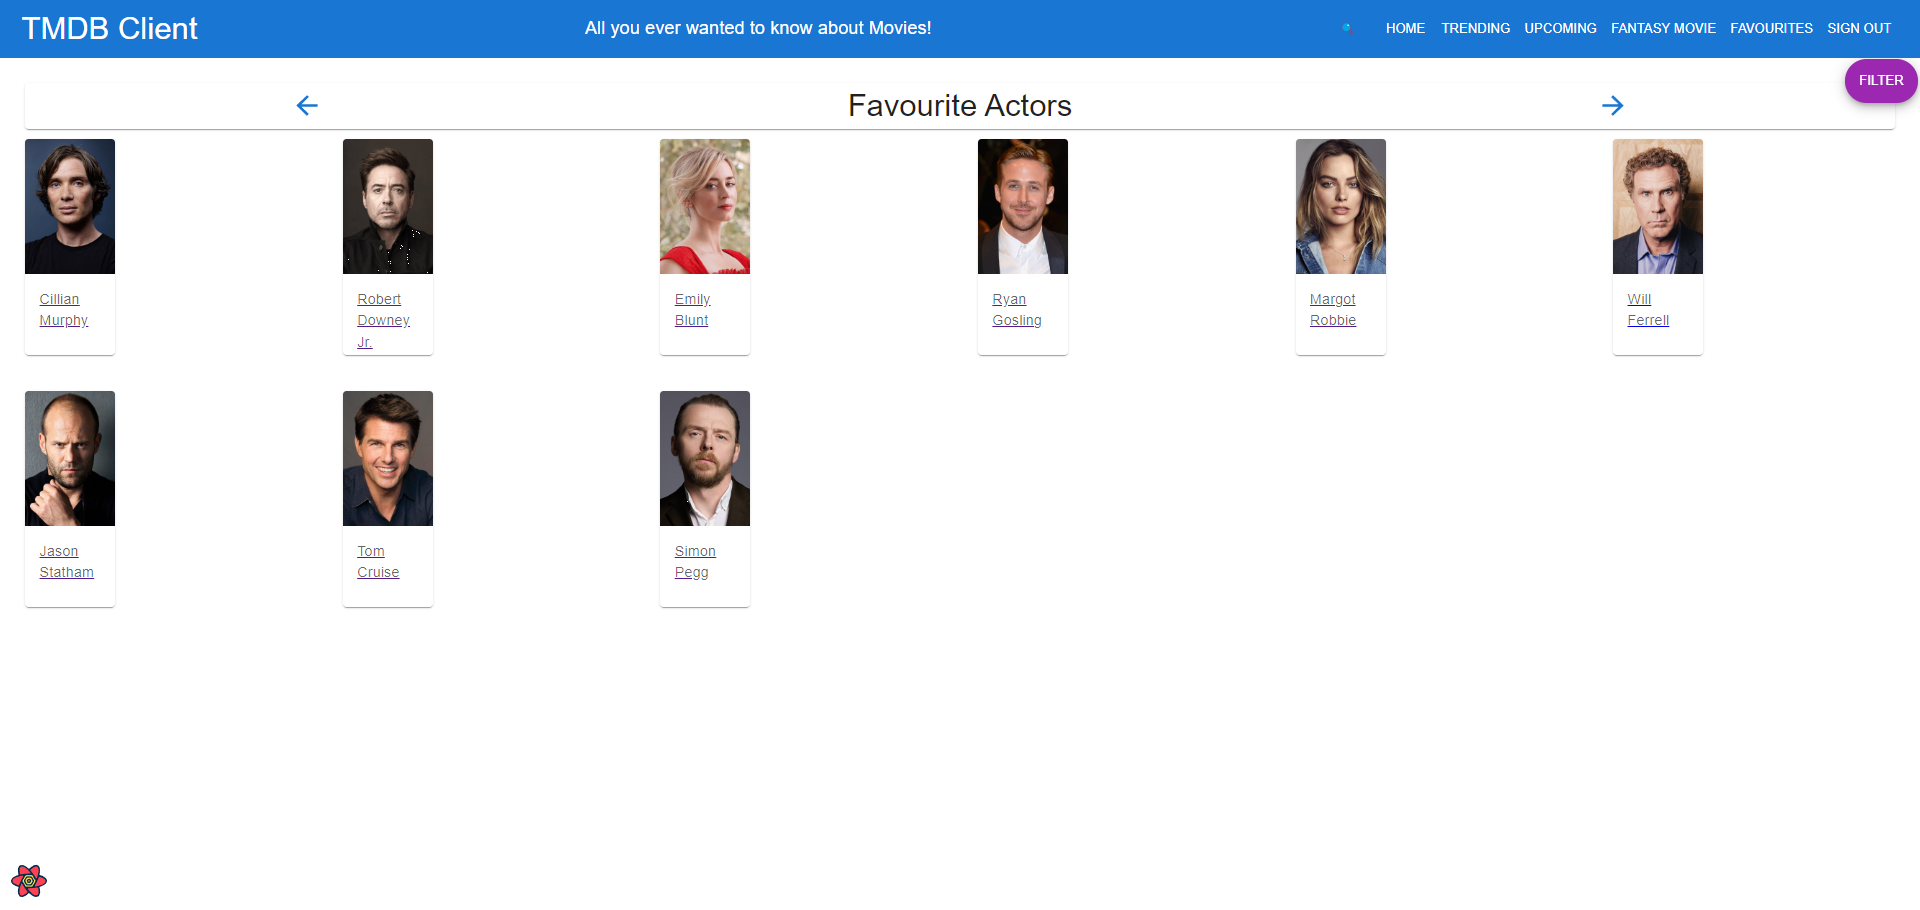 TMDB Client
All you ever wanted to know about Movies!
HOME TRENDING UPCOMING FANTASY MOVIE FAVOURITES SIGN OUT
FILTER
Favourite Actors
Cillian
Murphy
Robert
Downey
Jr.
Emily
Blunt
Ryan
Gosling
Margot
Robbie
Will
Ferrell
Jason
Statham
Tom
Cruise
Simon
Pegg